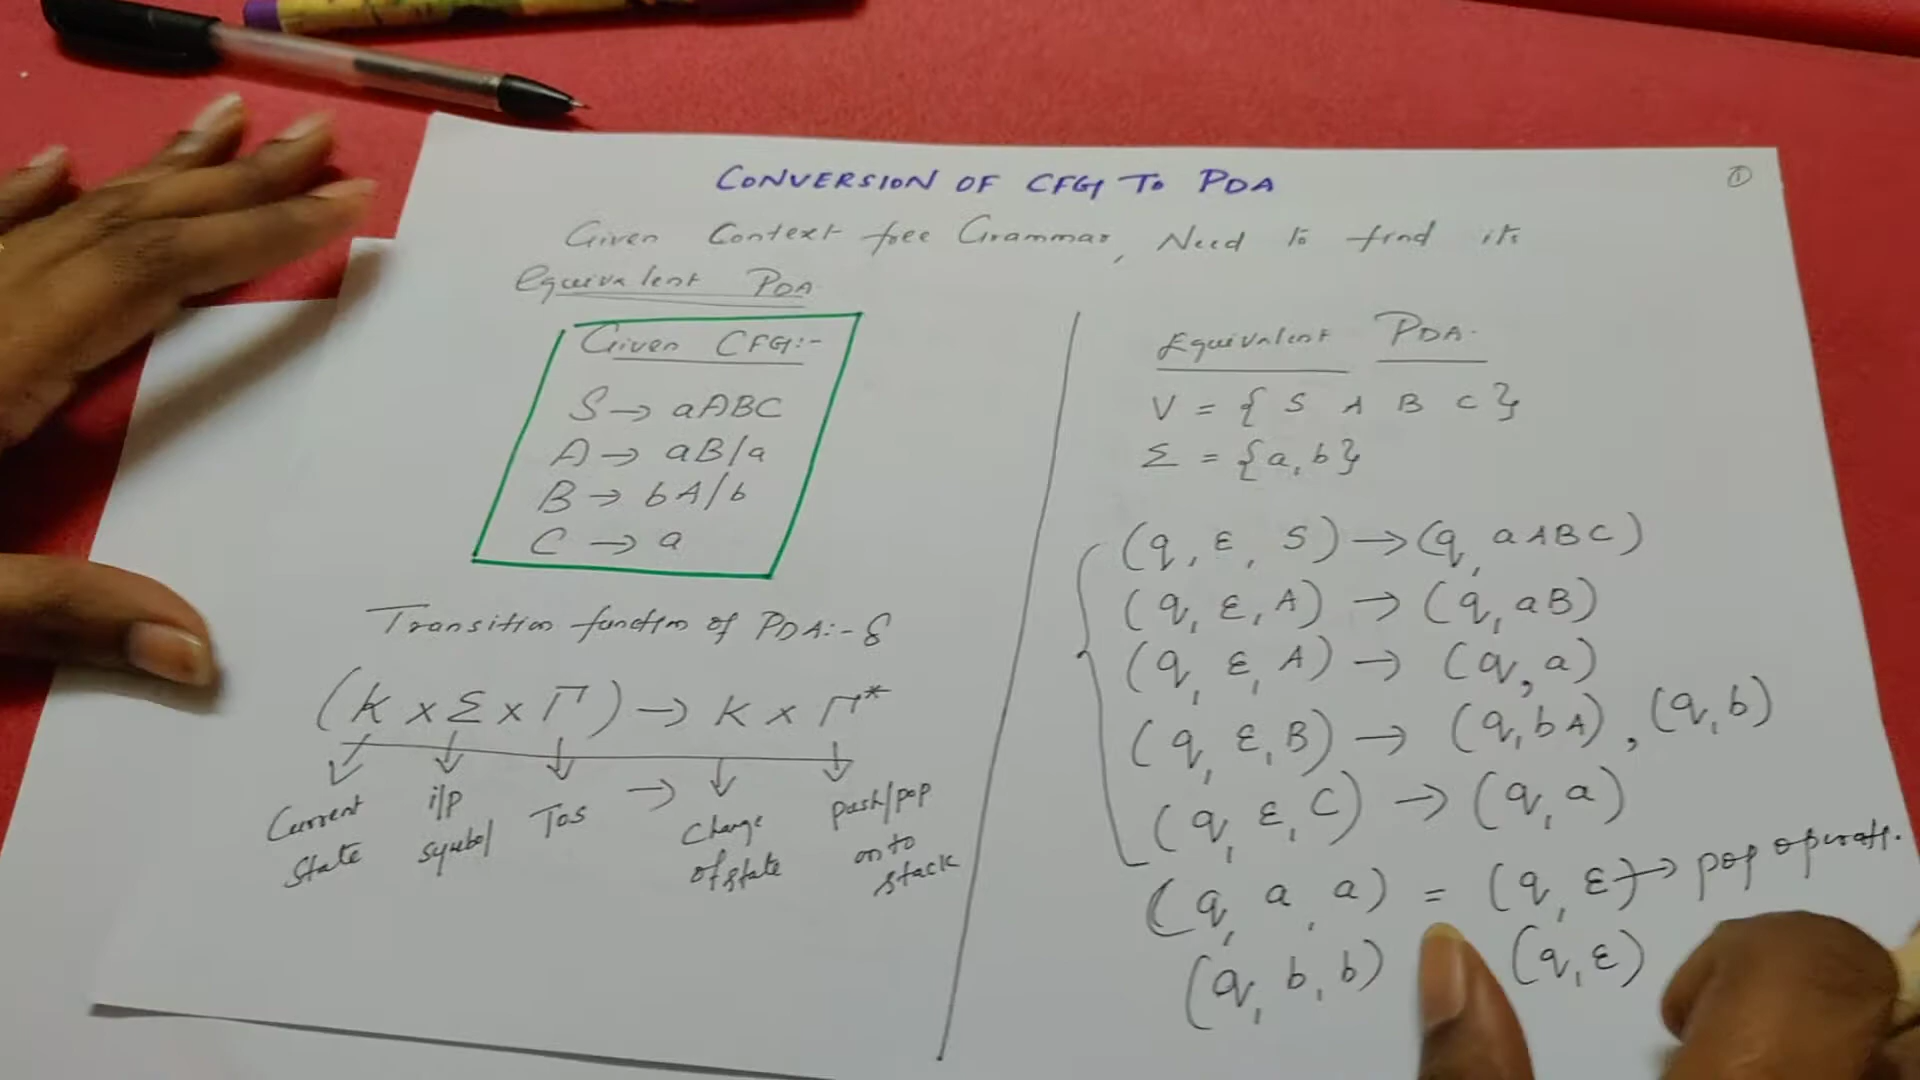 CONVERSION OF CFG TO PDA
①
Given Context free Grammar, Need to find its
Equivalent PDA
Given CFG:-
S → aABC
A → aB/a
B → bA/b
C → a
Transition function of PDA:- δ
(K × Σ × Γ) → K × Γ*
Current state
i/p symbol
TOS
→
Change of state
push/pop onto stack
Equivalent PDA-
V = { S A B C }
Σ = {a, b}
(q, ε, S) → (q, aABC)
(q, ε, A) → (q, aB)
(q, ε, A) → (q, a)
(q, ε, B) → (q, bA), (q, b)
(q, ε, C) → (q, a)
(q, a, a) = (q, ε) → pop
(q, b, b) (q, ε)